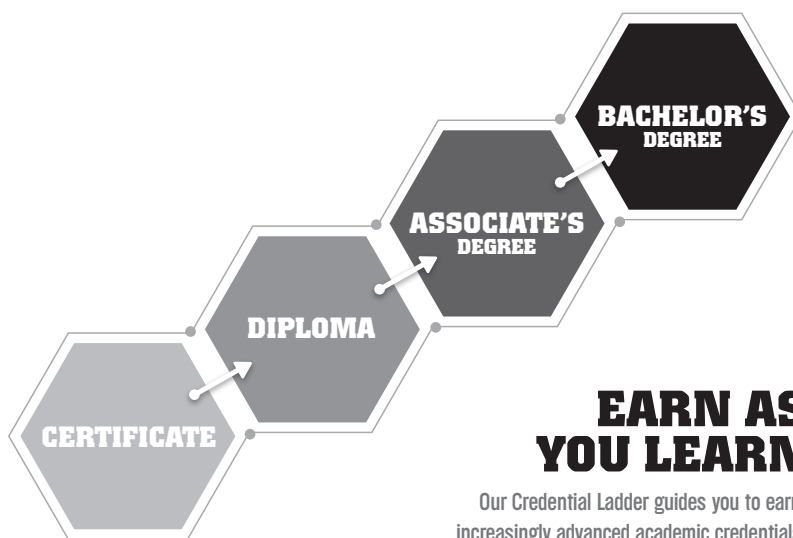 BACHELOR'S
DEGREE
ASSOCIATE'S
DEGREE
DIPLOMA
CERTIFICATE
EARN AS
YOU LEARN
Our Credential Ladder guides you to earn
increasingly advanced academic credentials